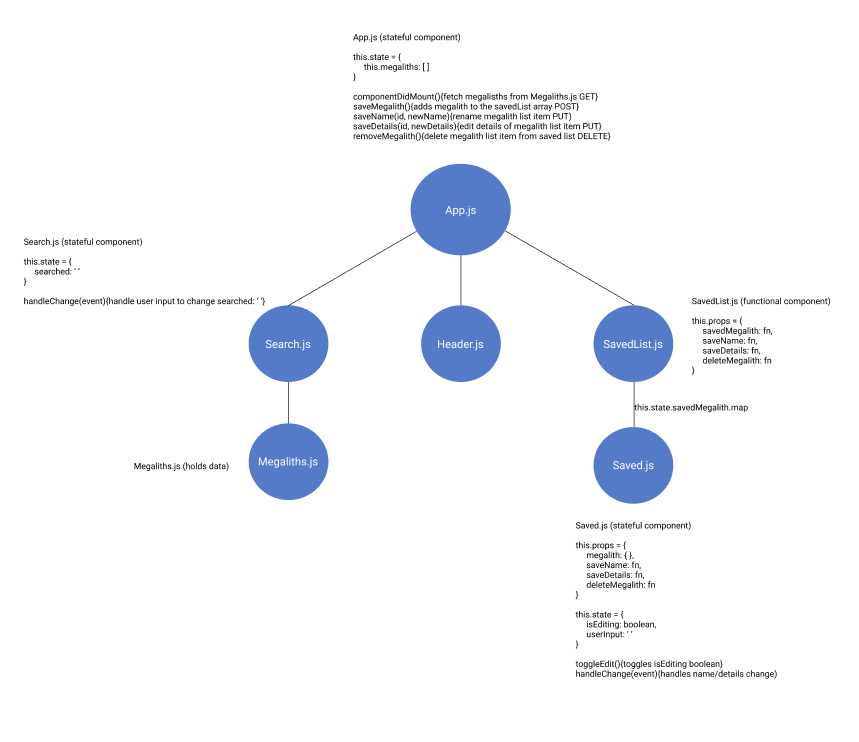 App.js (stateful component)
this.state = {
this.megaliths: [ ]
}
componentDidMount(){fetch megalisths from Megaliths.js GET}
saveMegalith(){adds megalith to the savedList array POST}
saveName(id, newName){rename megalith list item PUT}
saveDetails(id, newDetails){edit details of megalith list item PUT}
removeMegalith(){delete megalith list item from saved list DELETE}
App.js
Search.js (stateful component)
this.state = {
searched: ‘ ‘
}
handleChange(event){handle user input to change searched: ‘ ‘}
SavedList.js (functional component)
this.props = {
savedMegalith: fn,
saveName: fn,
saveDetails: fn,
deleteMegalith: fn
}
Search.js
Header.js
SavedList.js
this.state.savedMegalith.map
Megaliths.js (holds data)
Megaliths.js
Saved.js
Saved.js (stateful component)
this.props = {
megalith: { },
saveName: fn,
saveDetails: fn,
deleteMegalith: fn
}
this.state = {
isEditing: boolean,
userInput: ‘ ‘
}
toggleEdit(){toggles isEditing boolean}
handleChange(event){handles name/details change)